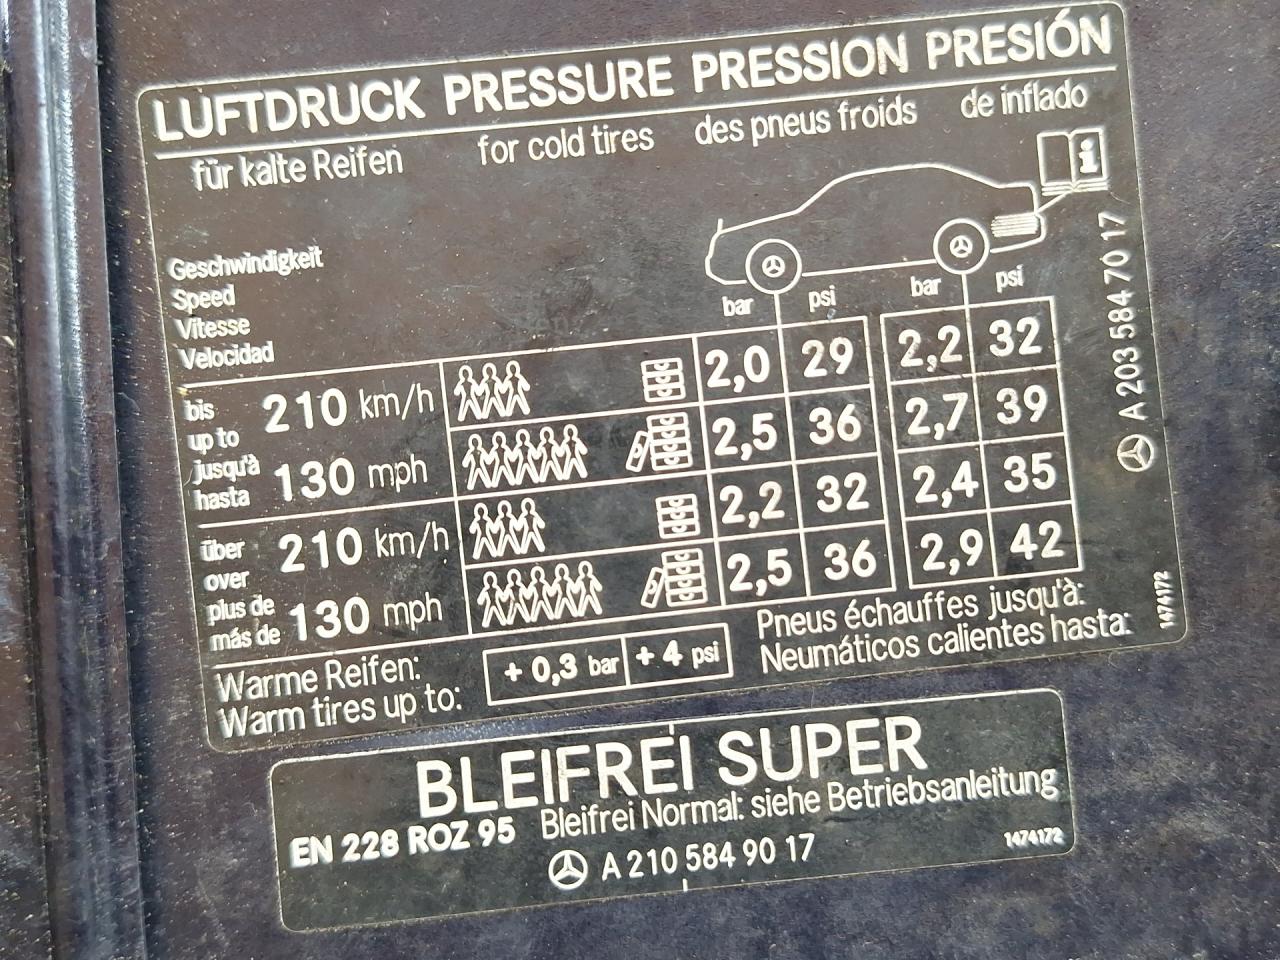 LUFTDRUCK PRESSURE PRESSION PRESIÓN
für kalte Reifen for cold tires des pneus froids de inflado
i
Geschwindigkeit
Speed
Vitesse
Velocidad
bar psi bar psi
bis
up to
jusqu'à
hasta
210 km/h
130 mph
2,0 29 2,2 32
2,5 36 2,7 39
über
over
plus de
más de
210 km/h
130 mph
2,2 32 2,4 35
2,5 36 2,9 42
Warme Reifen:
Warm tires up to:
+ 0,3 bar + 4 psi
Pneus échauffes jusqu'à:
Neumáticos calientes hasta:
A 203 584 70 17
1474172
BLEIFREI SUPER
EN 228 ROZ 95 Bleifrei Normal: siehe Betriebsanleitung
A 210 584 90 17
1474172